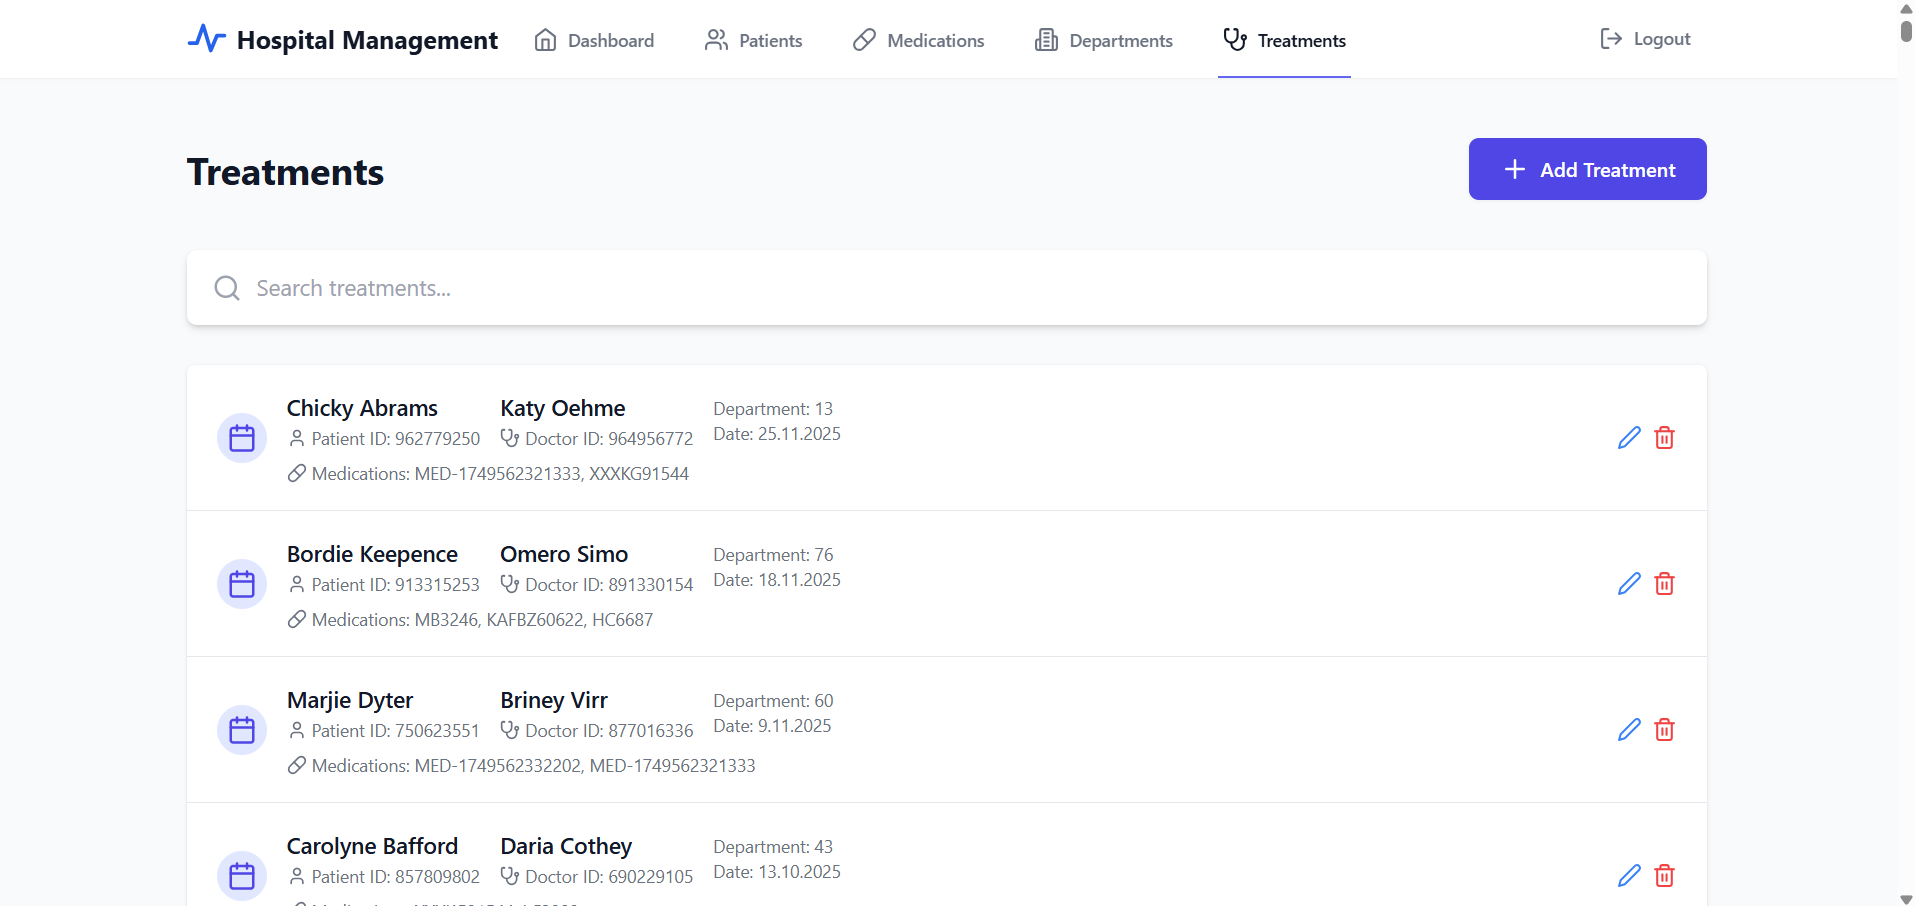 Hospital Management
Dashboard
Patients
Medications
Departments
Treatments
Logout
Treatments
Add Treatment
Search treatments...
Chicky Abrams
Patient ID: 962779250
Katy Oehme
Doctor ID: 964956772
Department: 13
Date: 25.11.2025
Medications: MED-1749562321333, XXXKG91544
Bordie Keepence
Patient ID: 913315253
Omero Simo
Doctor ID: 891330154
Department: 76
Date: 18.11.2025
Medications: MB3246, KAFBZ60622, HC6687
Marjie Dyter
Patient ID: 750623551
Briney Virr
Doctor ID: 877016336
Department: 60
Date: 9.11.2025
Medications: MED-1749562332202, MED-1749562321333
Carolyne Bafford
Patient ID: 857809802
Daria Cothey
Doctor ID: 690229105
Department: 43
Date: 13.10.2025